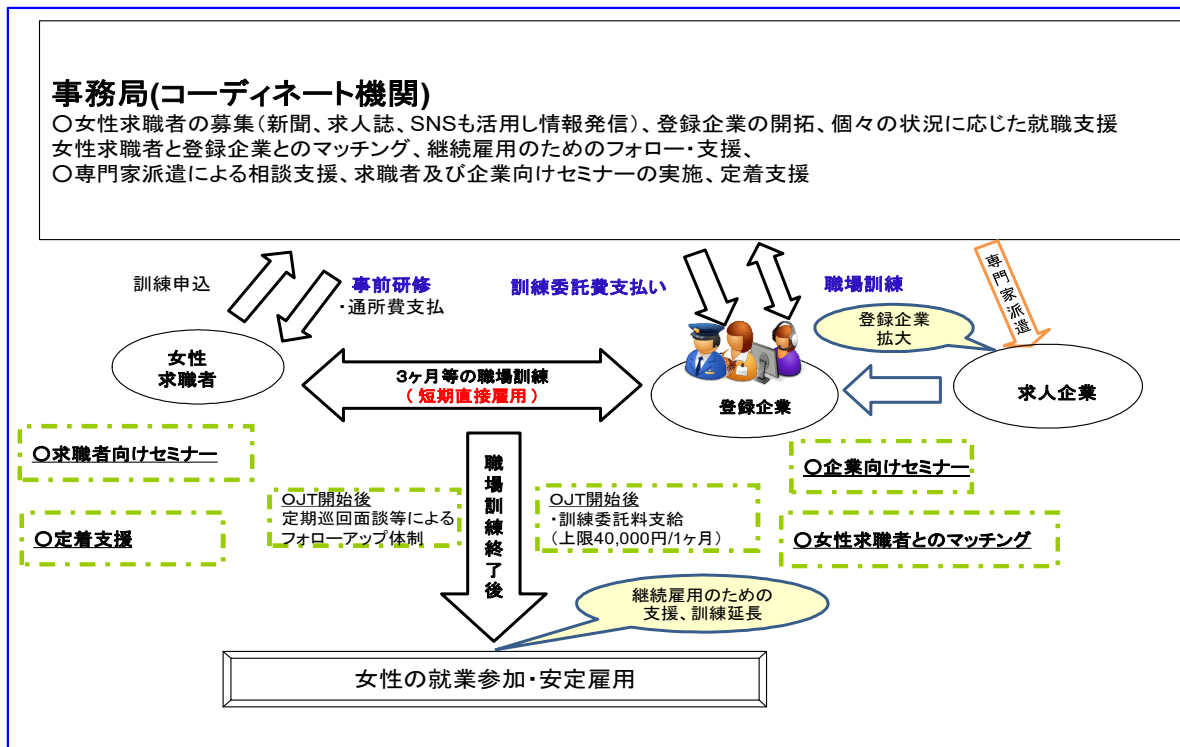 事務局(コーディネート機関)
○女性求職者の募集(新聞、求人誌、SNSも活用し情報発信)、登録企業の開拓、個々の状況に応じた就職支援
女性求職者と登録企業とのマッチング、継続雇用のためのフォロー・支援、
○専門家派遣による相談支援、求職者及び企業向けセミナーの実施、定着支援
訓練申込
事前研修
・通所費支払
訓練委託費支払い
職場訓練
専門家派遣
登録企業
拡大
女性
求職者
3ヶ月等の職場訓練
(短期直接雇用)
登録企業
求人企業
○求職者向けセミナー
○定着支援
OJT開始後
定期巡回面談等による
フォローアップ体制
職場訓練終了後
OJT開始後
・訓練委託料支給
(上限40,000円/1ヶ月)
○企業向けセミナー
○女性求職者とのマッチング
継続雇用のための
支援、訓練延長
女性の就業参加・安定雇用